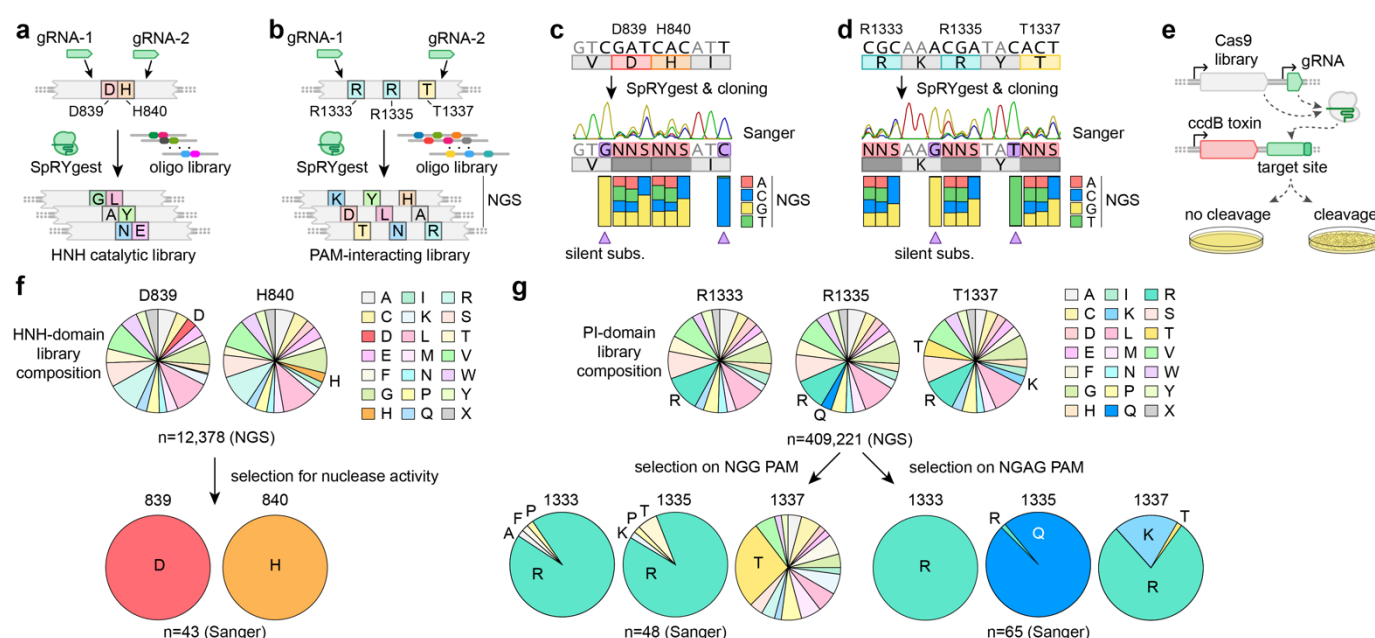 a
gRNA-1 gRNA-2
D H
D839 H840
SpRYgest
oligo library
G L
A Y
N E
HNH catalytic library
b
gRNA-1 gRNA-2
R R T
R1333 R1335 T1337
SpRYgest
oligo library
K Y H
D L A
T N R
NGS
PAM-interacting library
c
D839 H840
GTCGATCACATT
V D H I
SpRYgest & cloning
Sanger
GTGNNSNNSATC
V I
A
C
G
T
NGS
silent subs.
d
R1333 R1335 T1337
CGCAAACGATACACT
R K R Y T
SpRYgest & cloning
Sanger
NNSAAGNNSTATNNS
K Y
A
C
G
T
NGS
silent subs.
e
Cas9
library
gRNA
ccdB toxin
target site
no cleavage cleavage
f
HNH-domain
library
composition
D839 H840
D
H
A I R
C K S
D L T
E M V
F N W
G P Y
H Q X
n=12,378 (NGS)
selection for nuclease activity
839 840
D H
n=43 (Sanger)
g
PI-domain
library
composition
R1333 R1335 T1337
R
R Q
T K R
A I R
C K S
D L T
E M V
F N W
G P Y
H Q X
n=409,221 (NGS)
selection on NGG PAM
selection on NGAG PAM
1333 1335 1337
A F P R
K P T R
T
n=48 (Sanger)
1333 1335 1337
R
R Q
K T R
n=65 (Sanger)